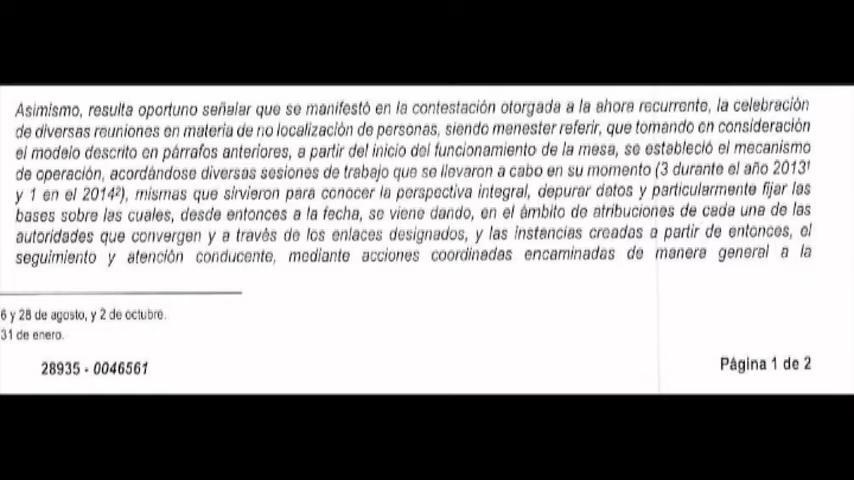 Asimismo, resulta oportuno señalar que se manifestó en la contestación otorgada a la ahora recurrente, la celebración
de diversas reuniones en materia de no localización de personas, siendo menester referir, que tomando en consideración
el modelo descrito en párrafos anteriores, a partir del inicio del funcionamiento de la mesa, se estableció el mecanismo
de operación, acordándose diversas sesiones de trabajo que se llevaron a cabo en su momento (3 durante el año 2013¹
y 1 en el 2014²), mismas que sirvieron para conocer la perspectiva integral, depurar datos y particularmente fijar las
bases sobre las cuales, desde entonces a la fecha, se viene dando, en el ámbito de atribuciones de cada una de las
autoridades que convergen y a través de los enlaces designados, y las instancias creadas a partir de entonces, el
seguimiento y atención conducente, mediante acciones coordinadas encaminadas de manera general a la
6 y 28 de agosto, y 2 de octubre.
31 de enero.
28935 - 0046561
Página 1 de 2